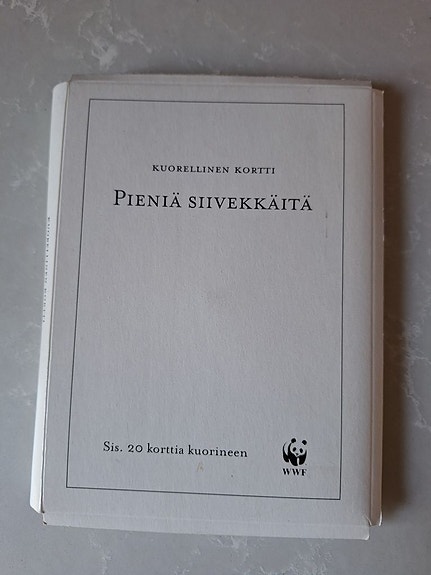 KUORELLINEN KORTTI
PIENIÄ SIIVEKKÄITÄ
Sis. 20 korttia kuorineen
WWF